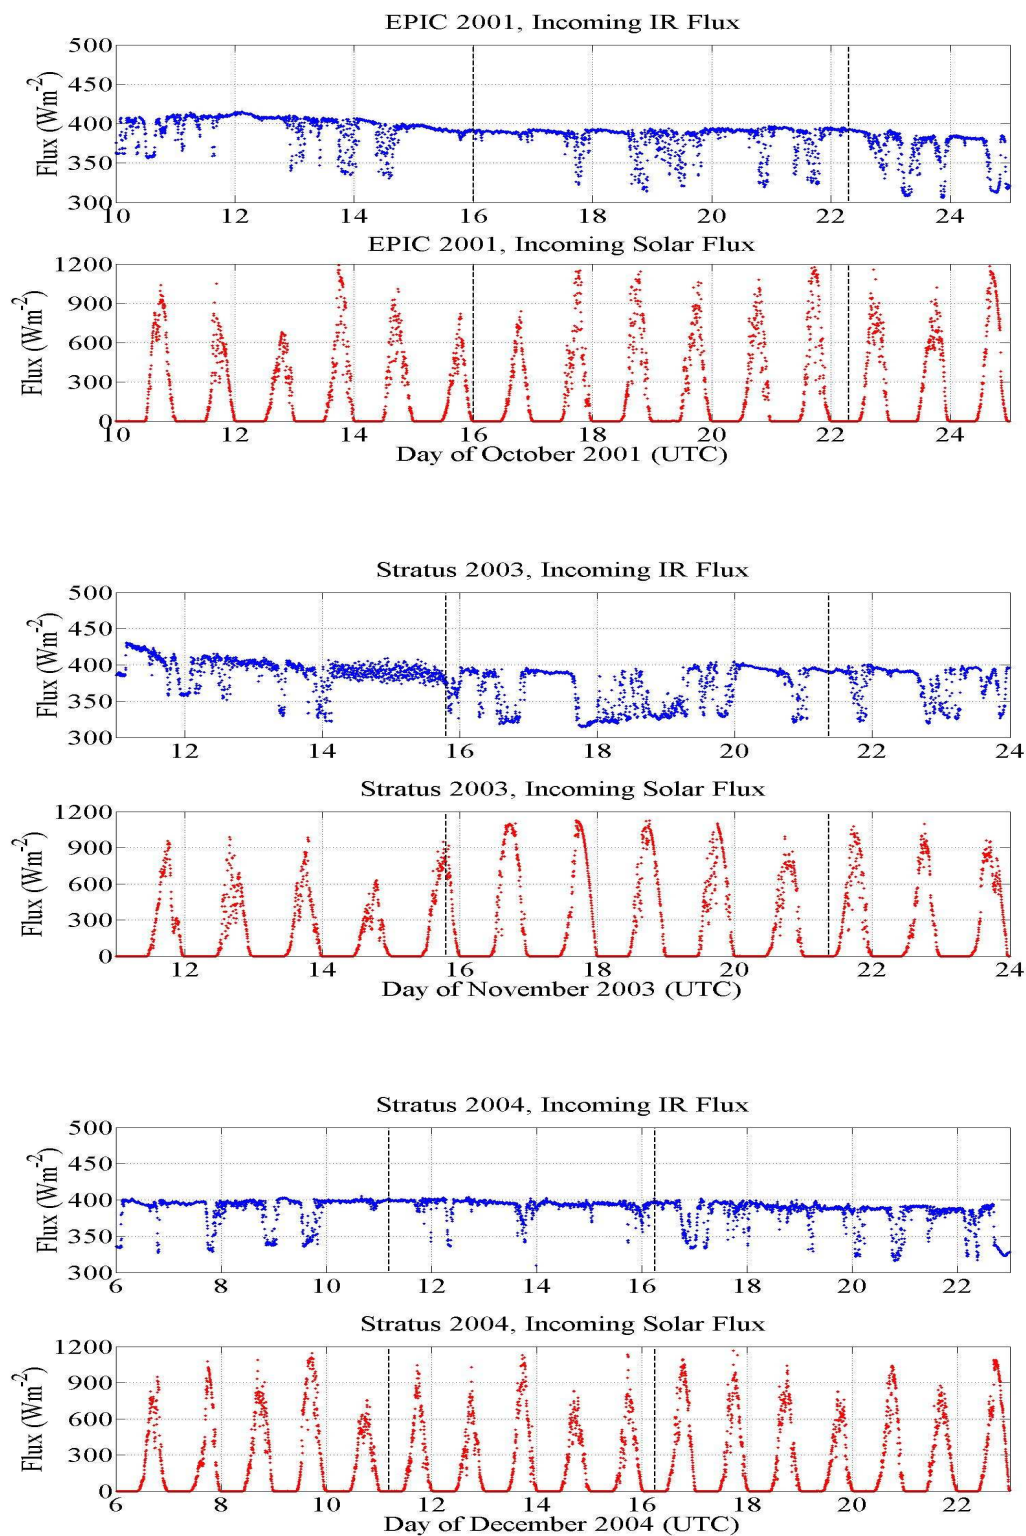 EPIC 2001, Incoming IR Flux
Flux (Wm⁻²)
500
450
400
350
300
10 12 14 16 18 20 22 24
EPIC 2001, Incoming Solar Flux
Flux (Wm⁻²)
1200
900
600
300
0
10 12 14 16 18 20 22 24
Day of October 2001 (UTC)
Stratus 2003, Incoming IR Flux
Flux (Wm⁻²)
500
450
400
350
300
12 14 16 18 20 22 24
Stratus 2003, Incoming Solar Flux
Flux (Wm⁻²)
1200
900
600
300
0
12 14 16 18 20 22 24
Day of November 2003 (UTC)
Stratus 2004, Incoming IR Flux
Flux (Wm⁻²)
500
450
400
350
300
6 8 10 12 14 16 18 20 22
Stratus 2004, Incoming Solar Flux
Flux (Wm⁻²)
1200
900
600
300
0
6 8 10 12 14 16 18 20 22
Day of December 2004 (UTC)